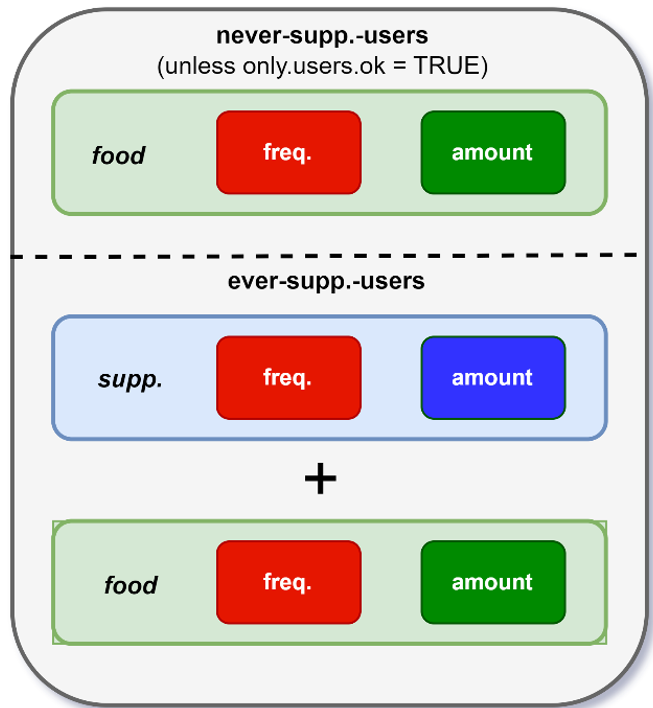 never-supp.-users
(unless only.users.ok = TRUE)
food freq. amount
ever-supp.-users
supp. freq. amount
+
food freq. amount